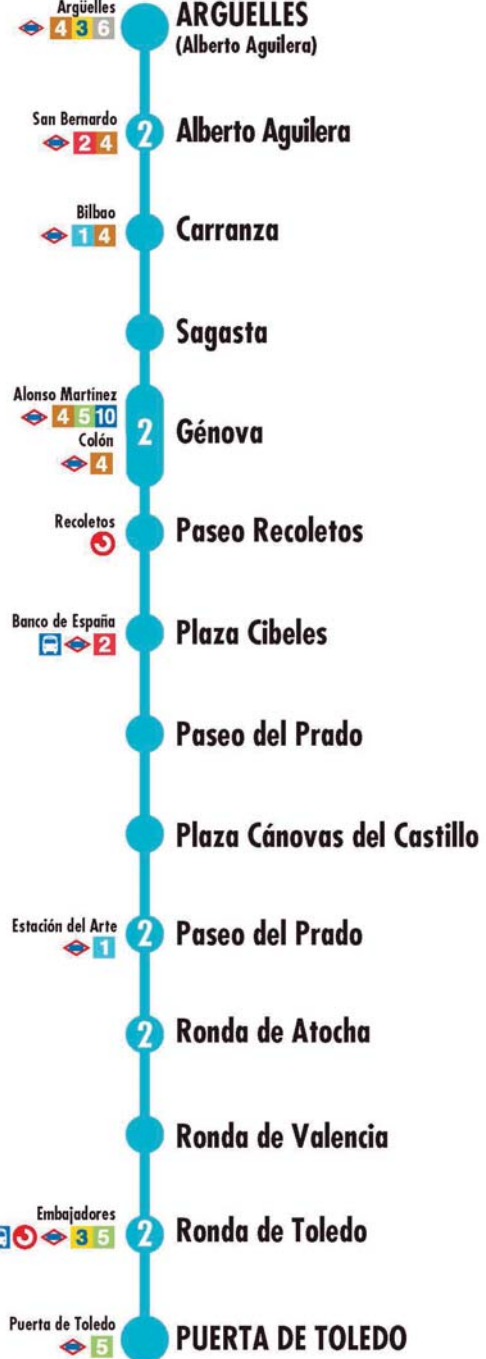 Argüelles
4 3 6
ARGÜELLES
(Alberto Aguilera)
San Bernardo
2 4
2
Alberto Aguilera
Bilbao
1 4
Carranza
Sagasta
Alonso Martínez
4 5 10
Colón
4
2
Génova
Recoletos
Paseo Recoletos
Banco de España
2
Plaza Cibeles
Paseo del Prado
Plaza Cánovas del Castillo
Estación del Arte
1
2
Paseo del Prado
2
Ronda de Atocha
Ronda de Valencia
Embajadores
3 5
2
Ronda de Toledo
Puerta de Toledo
5
PUERTA DE TOLEDO